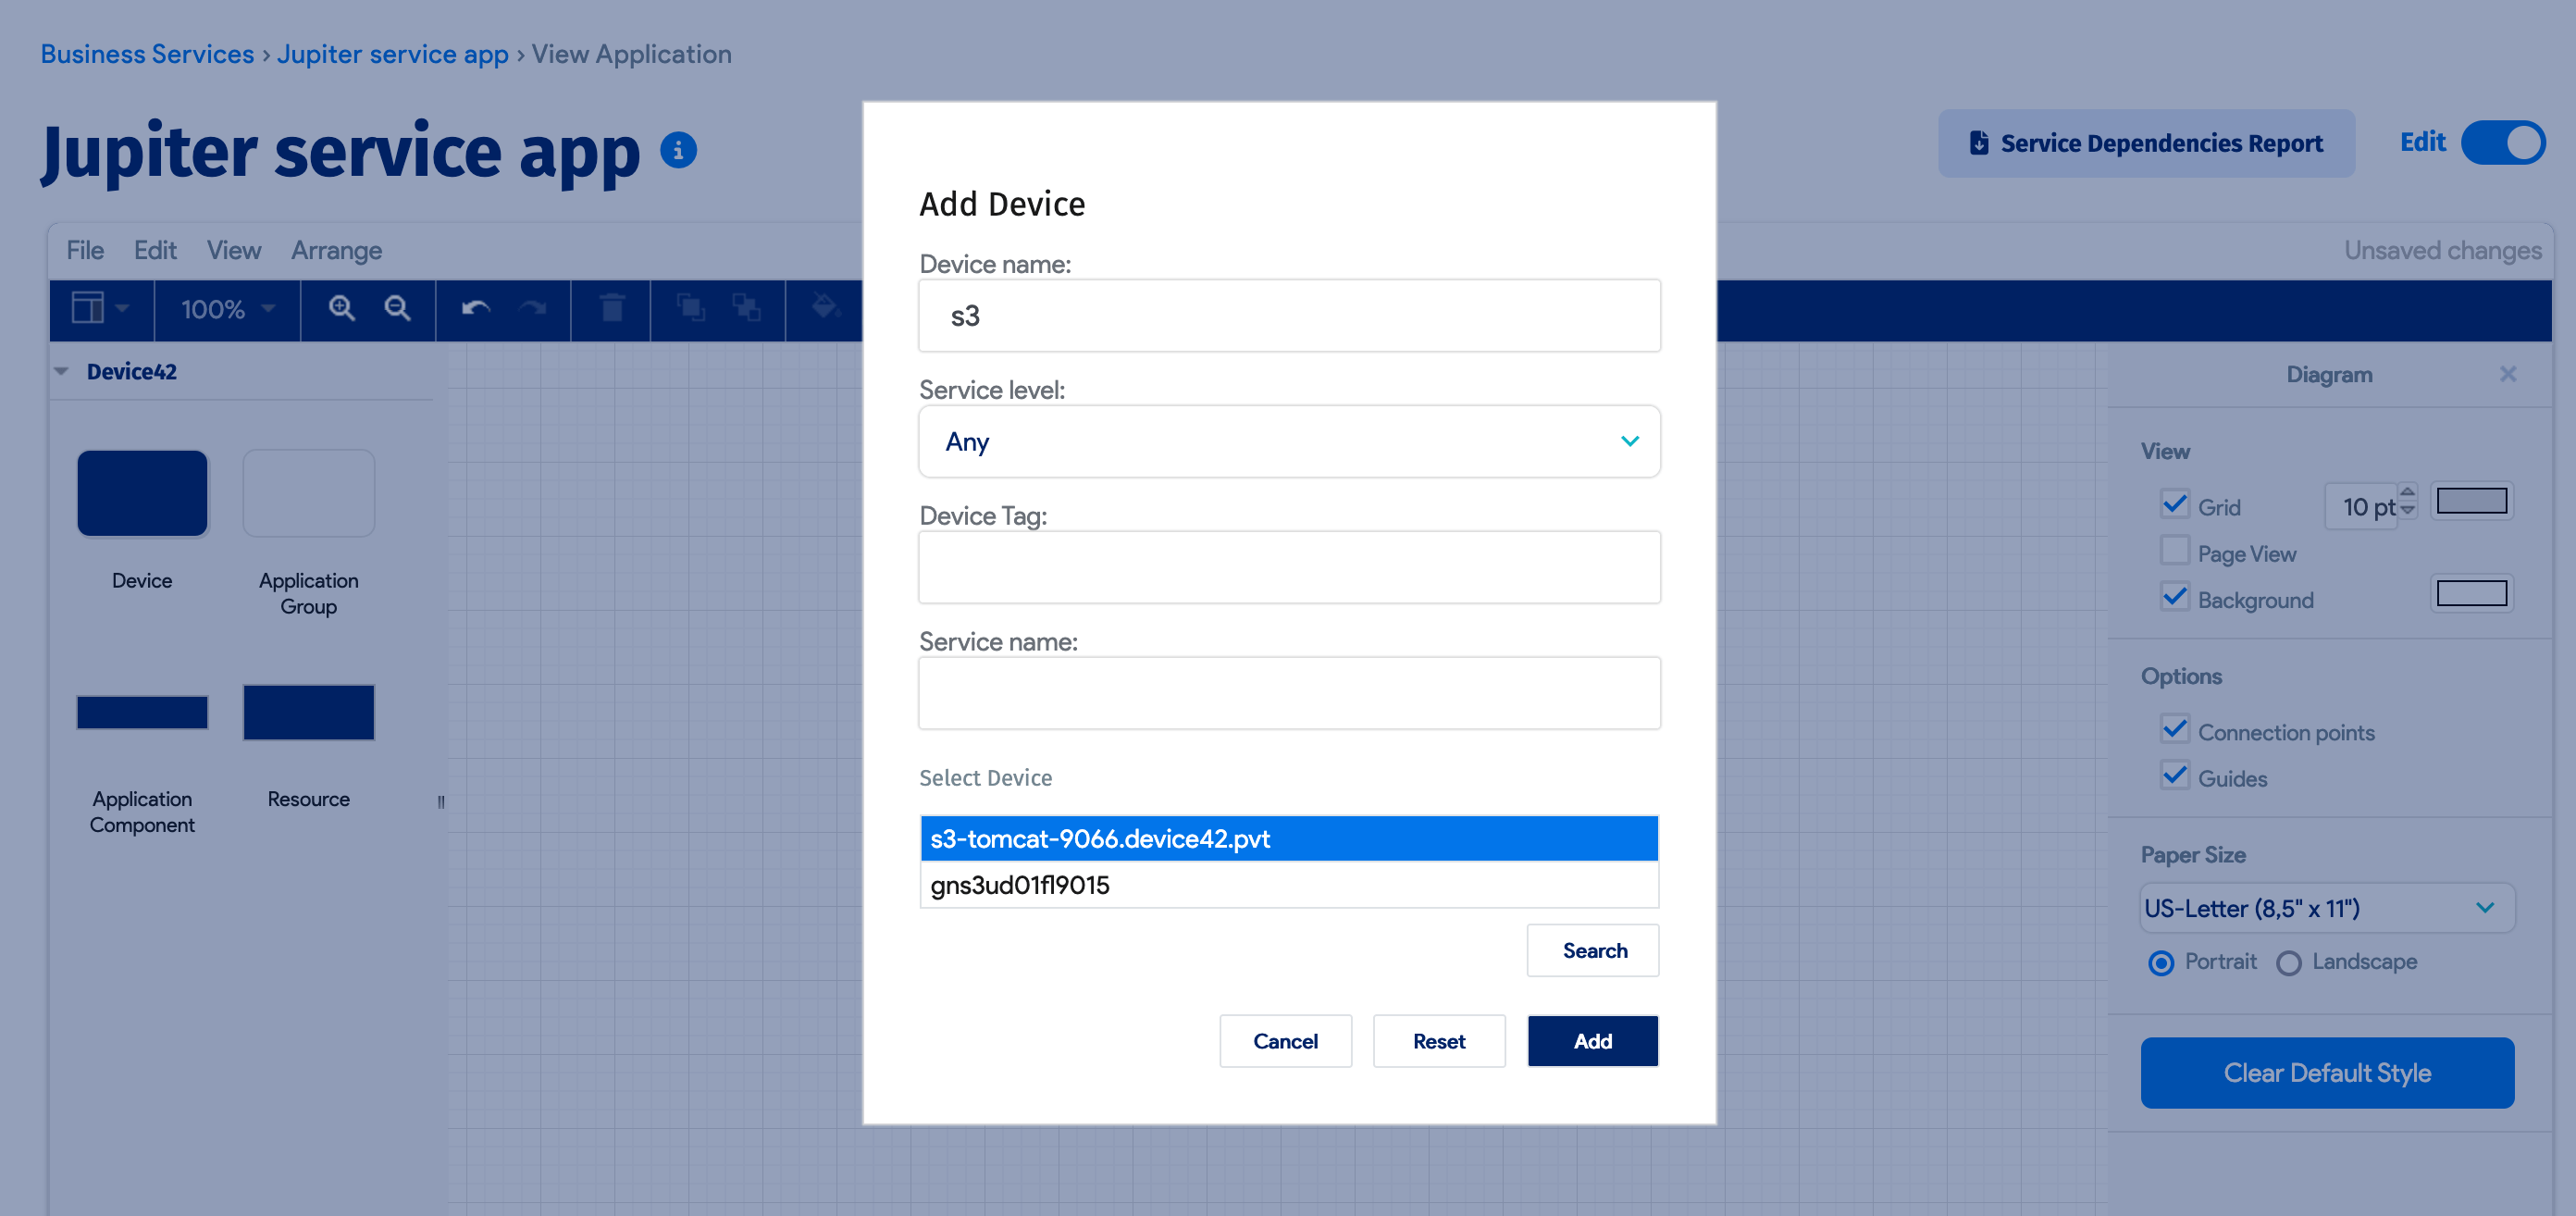 Business Services › Jupiter service app › View Application
Jupiter service app
Service Dependencies Report
Edit
File Edit View Arrange
Unsaved changes
100%
Device42
Device
Application
Group
Application
Component
Resource
Add Device
Device name:
s3
Service level:
Any
Device Tag:
Service name:
Select Device
s3-tomcat-9066.device42.pvt
gns3ud01fl9015
Search
Cancel
Reset
Add
Diagram
View
Grid
10 pt
Page View
Background
Options
Connection points
Guides
Paper Size
US-Letter (8,5" x 11")
Portrait
Landscape
Clear Default Style